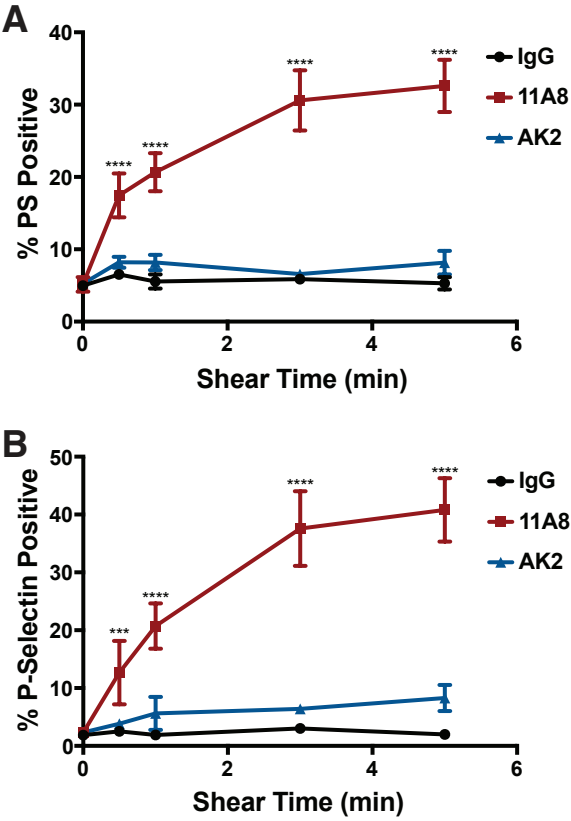 A
% PS Positive
40
30
20
10
0
****
****
****
****
IgG
11A8
AK2
0
2
4
6
Shear Time (min)
B
% P-Selectin Positive
50
40
30
20
10
0
***
****
****
****
IgG
11A8
AK2
0
2
4
6
Shear Time (min)